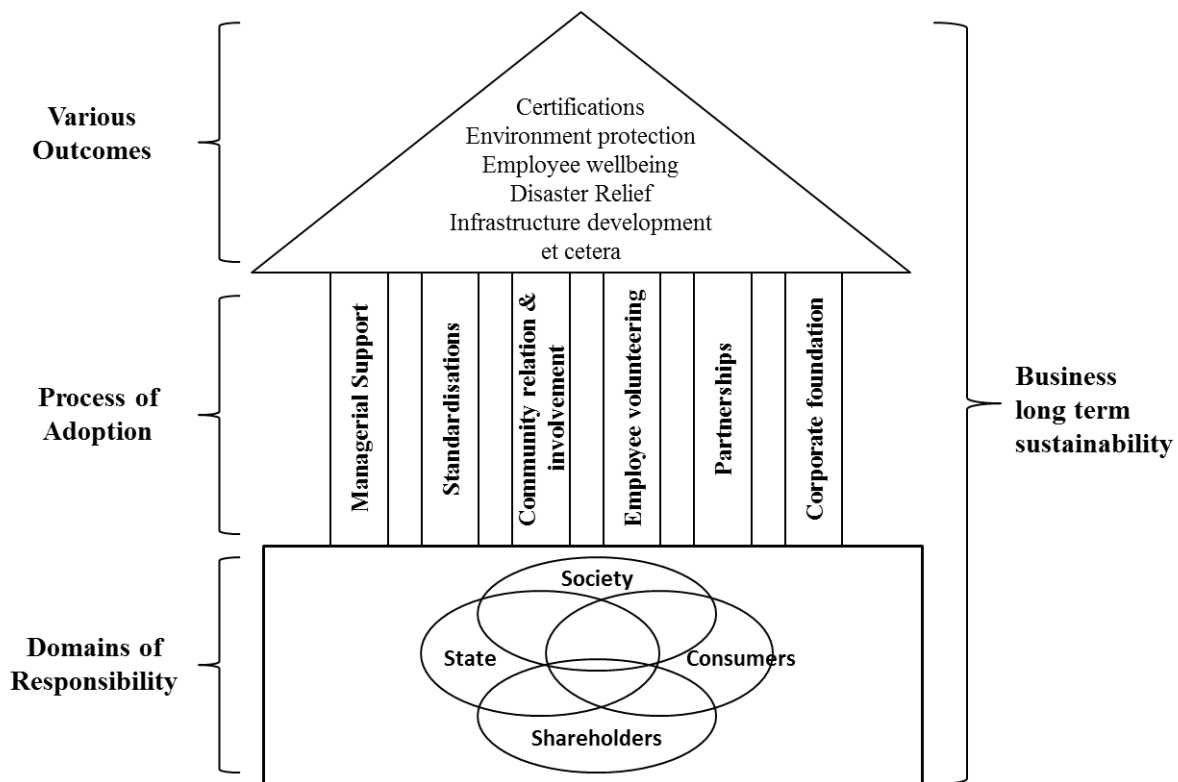 Various
Outcomes
Certifications
Environment protection
Employee wellbeing
Disaster Relief
Infrastructure development
et cetera
Process of
Adoption
Managerial Support
Standardisations
Community relation &
involvement
Employee volunteering
Partnerships
Corporate foundation
Business
long term
sustainability
Domains of
Responsibility
Society
State
Consumers
Shareholders